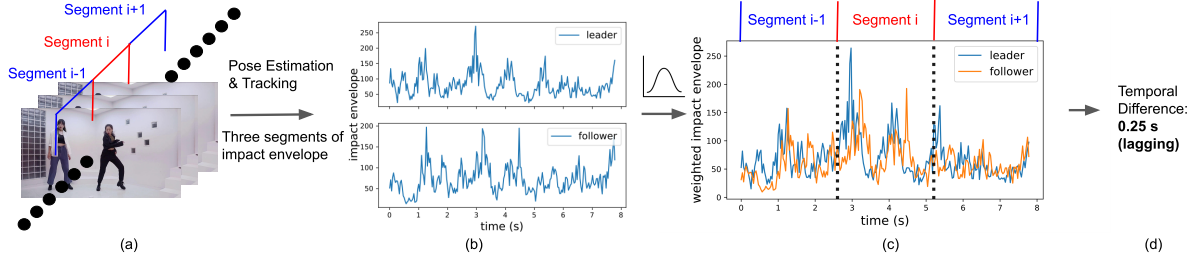 Segment i+1
Segment i
Segment i-1
(a)
Pose Estimation
& Tracking
Three segments of
impact envelope
impact envelope
250
200
150
100
50
leader
200
150
100
50
follower
0 1 2 3 4 5 6 7 8
time (s)
(b)
Segment i-1 Segment i Segment i+1
weighted impact envelope
250
200
150
100
50
0
leader
follower
0 1 2 3 4 5 6 7 8
time (s)
(c)
Temporal
Difference:
0.25 s
(lagging)
(d)